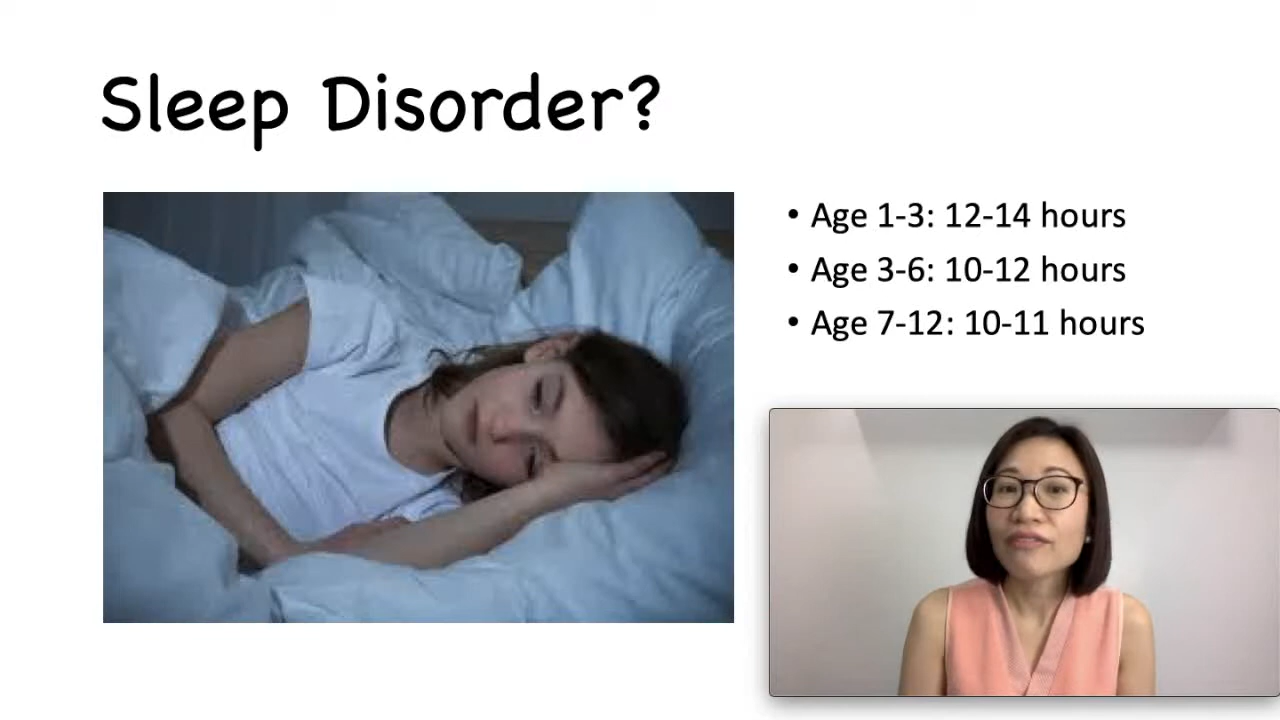 Sleep Disorder?
• Age 1-3: 12-14 hours
• Age 3-6: 10-12 hours
• Age 7-12: 10-11 hours